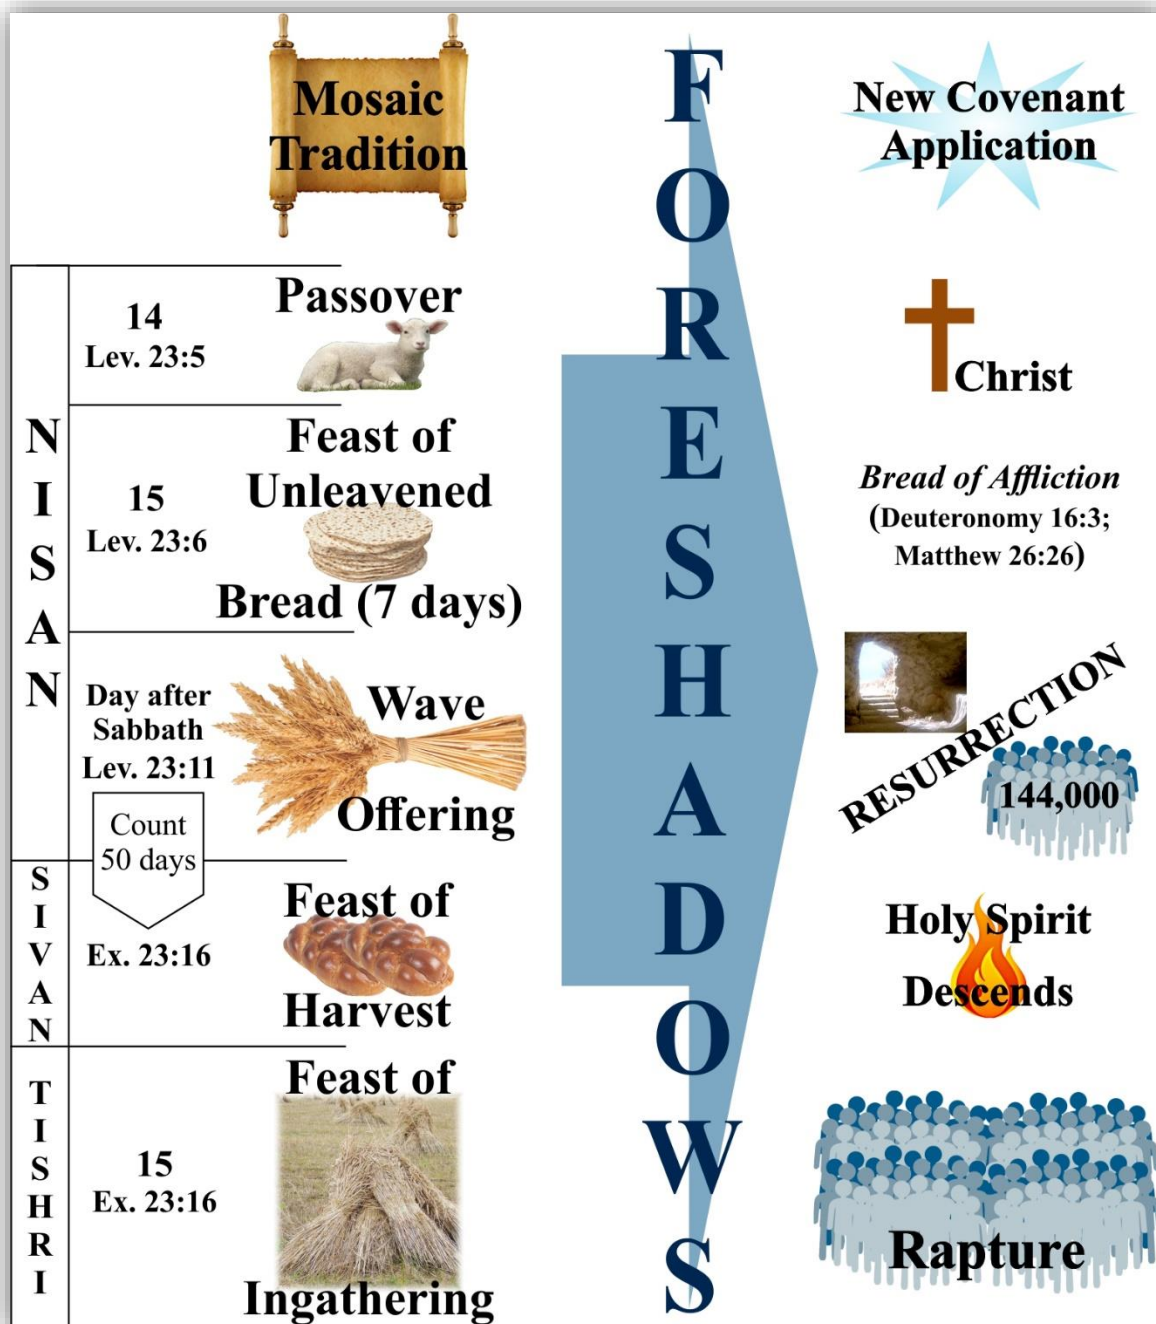 Mosaic
Tradition
FORESHADOWS
New Covenant
Application
NISAN
14
Lev. 23:5
Passover
Christ
15
Lev. 23:6
Feast of
Unleavened
Bread (7 days)
Bread of Affliction
(Deuteronomy 16:3;
Matthew 26:26)
Day after
Sabbath
Lev. 23:11
Wave
Offering
RESURRECTION
144,000
Count
50 days
SIVAN
Ex. 23:16
Feast of
Harvest
Holy Spirit
Descends
TISHRI
15
Ex. 23:16
Feast of
Ingathering
Rapture